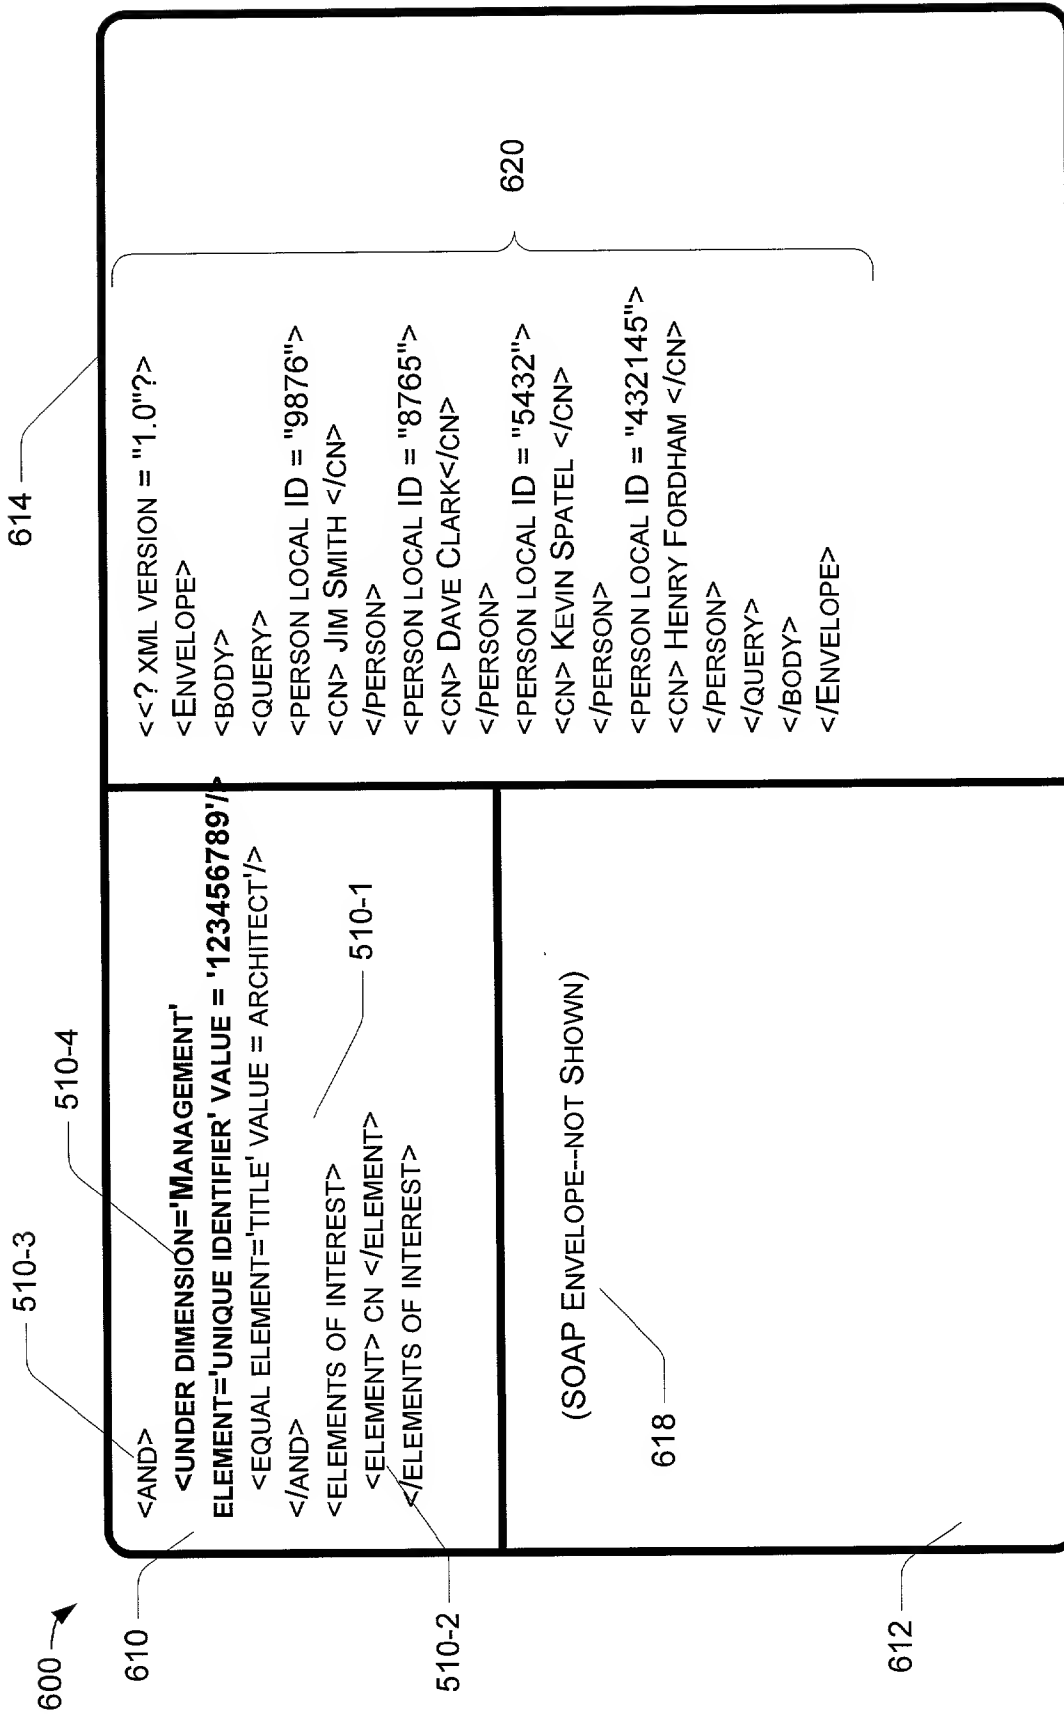 600
610
510-3
510-4
614
<AND>
<UNDER DIMENSION='MANAGEMENT'
ELEMENT='UNIQUE IDENTIFIER' VALUE = '123456789'/>
<EQUAL ELEMENT='TITLE' VALUE = ARCHITECT'/>
</AND>
<ELEMENTS OF INTEREST>
<ELEMENT> CN </ELEMENT>
</ELEMENTS OF INTEREST>
510-1
510-2
(SOAP ENVELOPE--NOT SHOWN)
618
612
<<? XML VERSION = "1.0"?>
<ENVELOPE>
<BODY>
<QUERY>
<PERSON LOCAL ID = "9876">
<CN> JIM SMITH </CN>
</PERSON>
<PERSON LOCAL ID = "8765">
<CN> DAVE CLARK</CN>
</PERSON>
<PERSON LOCAL ID = "5432">
<CN> KEVIN SPATEL </CN>
</PERSON>
<PERSON LOCAL ID = "432145">
<CN> HENRY FORDHAM </CN>
</PERSON>
</QUERY>
</BODY>
</ENVELOPE>
620